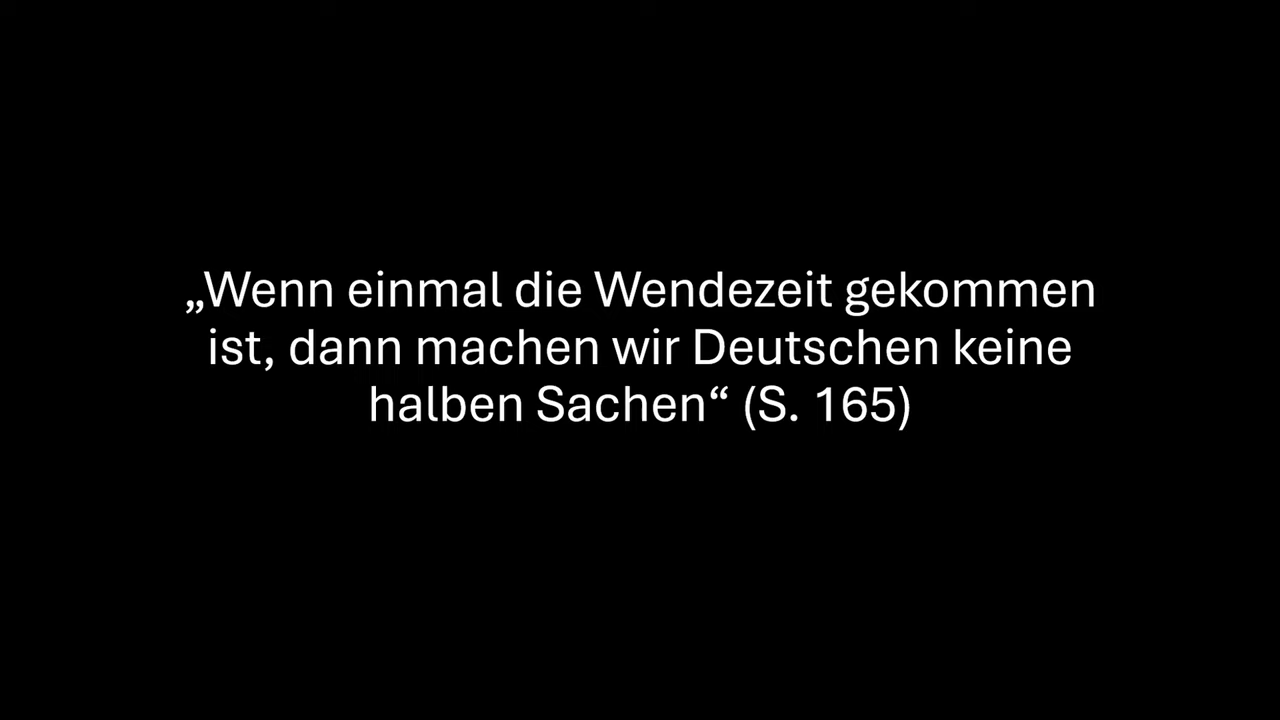 „Wenn einmal die Wendezeit gekommen
ist, dann machen wir Deutschen keine
halben Sachen“ (S. 165)